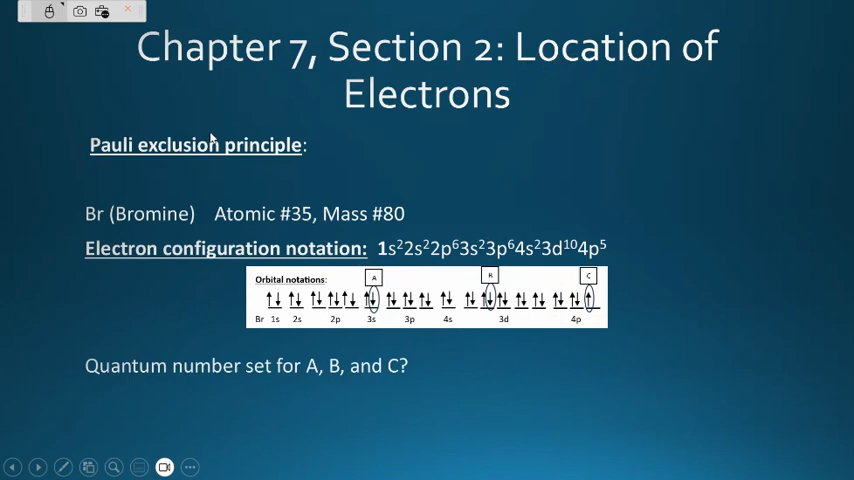 Chapter 7, Section 2: Location of
Electrons
Pauli exclusion principle:
Br (Bromine) Atomic #35, Mass #80
Electron configuration notation: 1s²2s²2p⁶3s²3p⁶4s²3d¹⁰4p⁵
Orbital notations: A B C
Br 1s 2s 2p 3s 3p 4s 3d 4p
Quantum number set for A, B, and C?